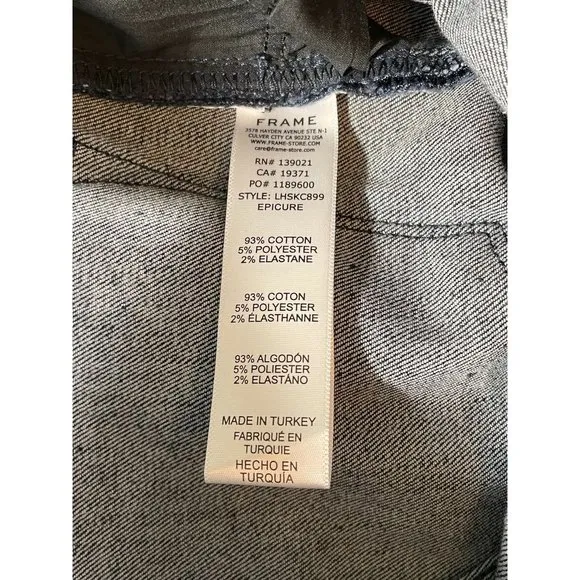 FRAME
3578 HAYDEN AVENUE STE N-1
CULVER CITY CA 90232 USA
WWW.FRAME-STORE.COM
care@frame-store.com
RN# 139021
CA# 19371
PO# 1189600
STYLE: LHSKC899
EPICURE
93% COTTON
5% POLYESTER
2% ELASTANE
93% COTON
5% POLYESTER
2% ÉLASTHANNE
93% ALGODÓN
5% POLIESTER
2% ELASTÁNO
MADE IN TURKEY
FABRIQUÉ EN
TURQUIE
HECHO EN
TURQUÍA